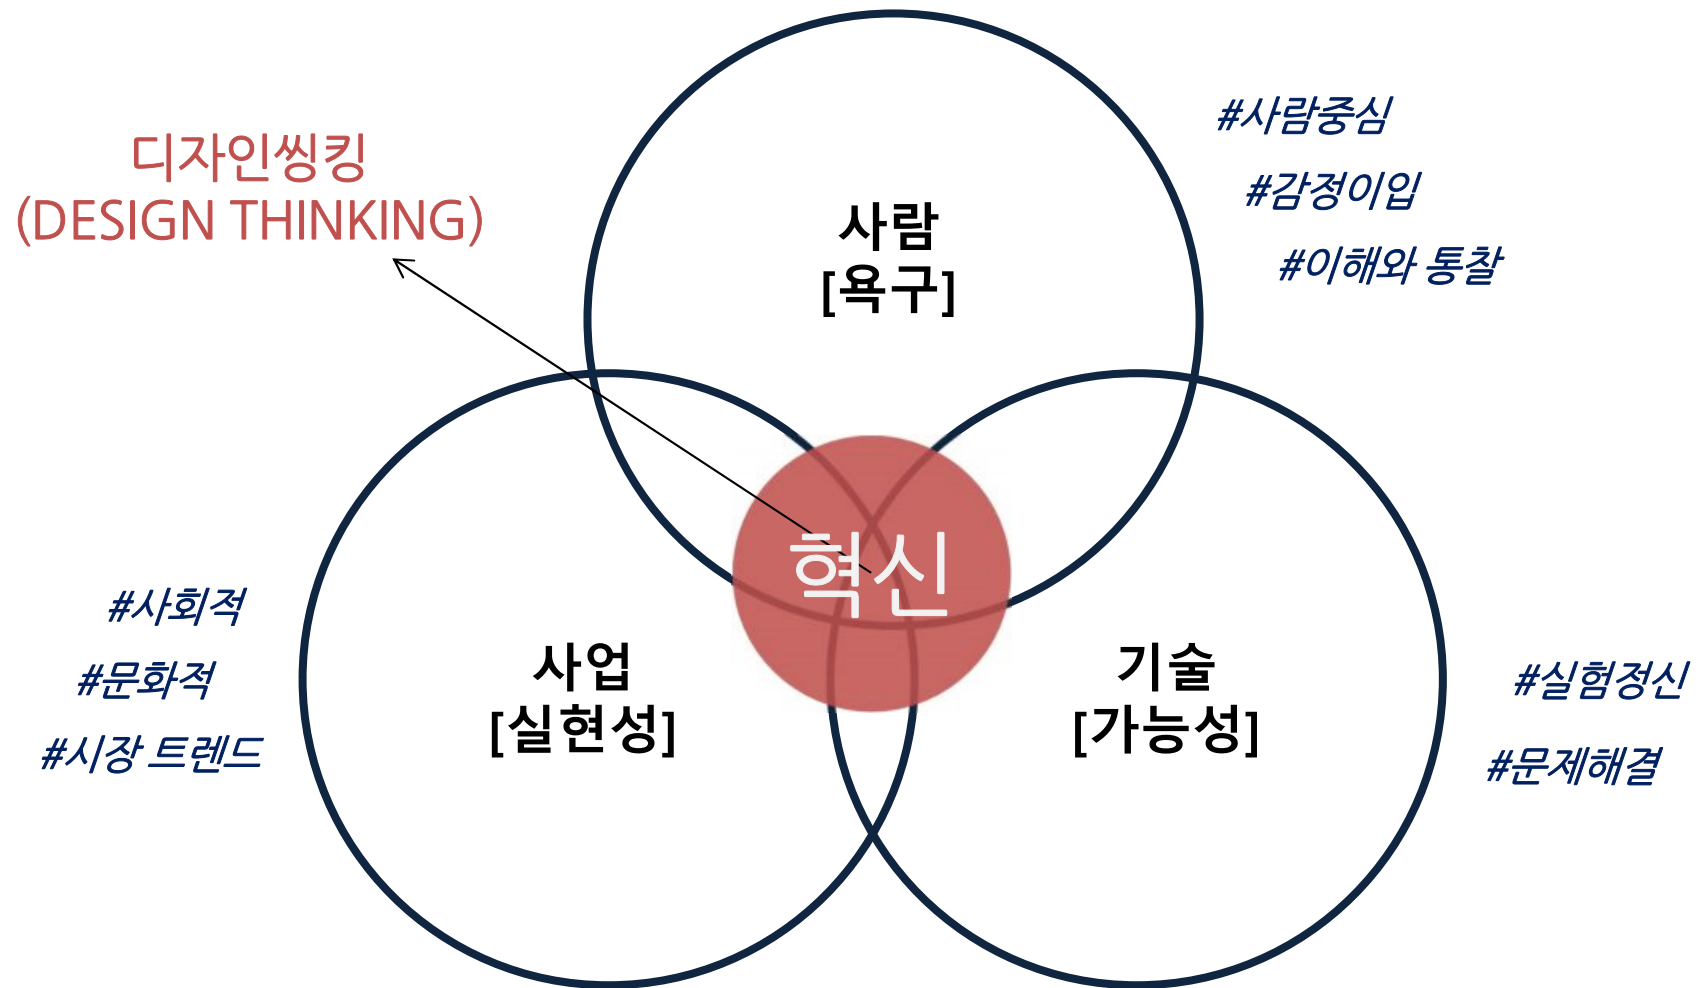 디자인씽킹
(DESIGN THINKING)
사람
[욕구]
#사람중심
#감정이입
#이해와 통찰
혁신
사업
[실현성]
#사회적
#문화적
#시장 트렌드
기술
[가능성]
#실험정신
#문제해결